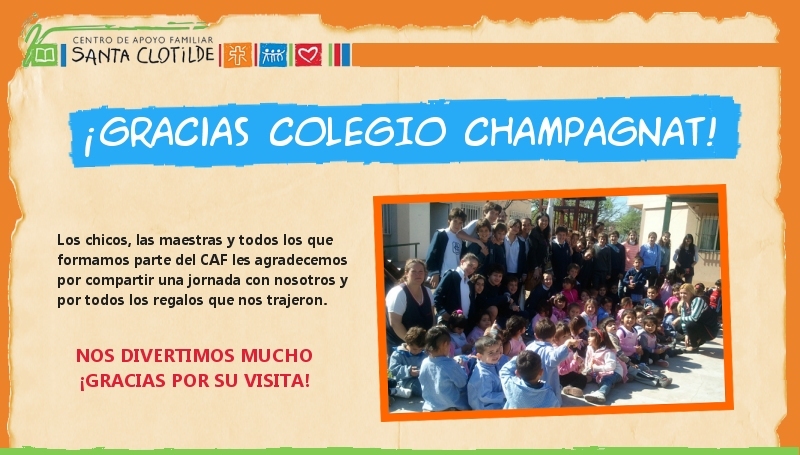 CENTRO DE APOYO FAMILIAR
SANTA CLOTILDE
¡GRACIAS COLEGIO CHAMPAGNAT!
Los chicos, las maestras y todos los que
formamos parte del CAF les agradecemos
por compartir una jornada con nosotros y
por todos los regalos que nos trajeron.
NOS DIVERTIMOS MUCHO
¡GRACIAS POR SU VISITA!